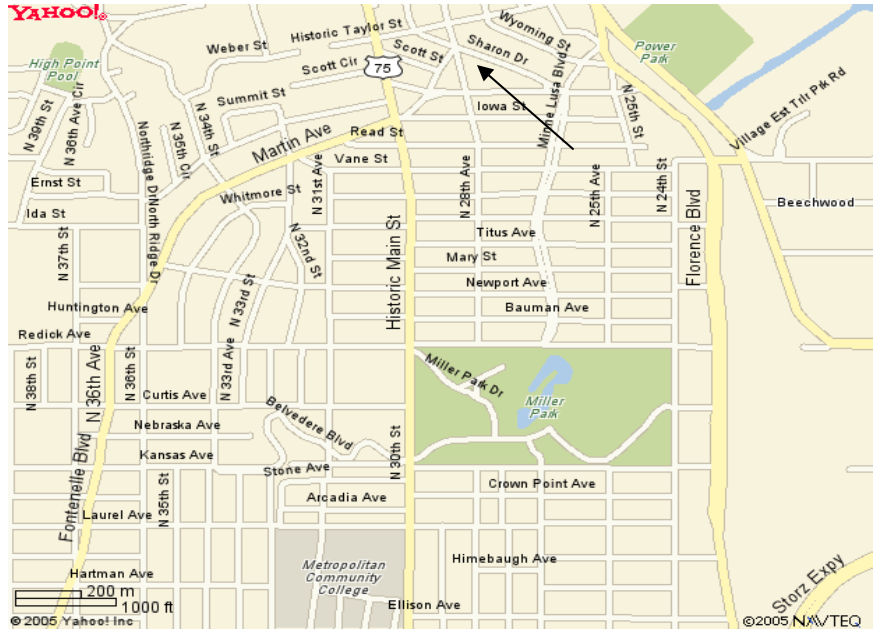 YAHOO!
High Point
Pool
Weber St
Historic Taylor St
Wyoming St
Sharon Dr
Scott St
Scott Cir
75
Power
Park
Summit St
Iowa St
Minne Lusa Blvd
N 25th St
N 39th St
N 36th Ave Cir
N 34th St
N 35th Cir
Northridge Dr
North Ridge Dr
Martin Ave
Read St
Vane St
Village Est Trlr Pk Rd
Ernst St
Whitmore St
N 31st Ave
N 28th Ave
N 25th Ave
N 24th St
Florence Blvd
Beechwood
Ida St
N 37th St
N 32nd St
Titus Ave
Mary St
N 33rd St
Newport Ave
Historic Main St
Huntington Ave
Bauman Ave
Redick Ave
N 38th St
N 36th Ave
N 36th St
N 33rd Ave
Miller Park Dr
Curtis Ave
Belvedere Blvd
Miller
Park
Nebraska Ave
Kansas Ave
N 30th St
Stone Ave
Crown Point Ave
Fontenelle Blvd
N 35th St
Arcadia Ave
Laurel Ave
Himebaugh Ave
Metropolitan
Community
College
Hartman Ave
Storz Expy
200 m
1000 ft
Ellison Ave
© 2005 Yahoo! Inc
©2005 NAVTEQ